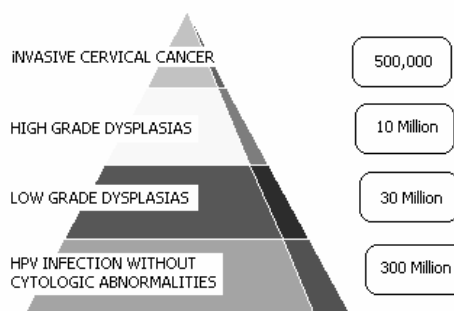 iNVASIVE CERVICAL CANCER
500,000
HIGH GRADE DYSPLASIAS
10 Million
LOW GRADE DYSPLASIAS
30 Million
HPV INFECTION WITHOUT
CYTOLOGIC ABNORMALITIES
300 Million